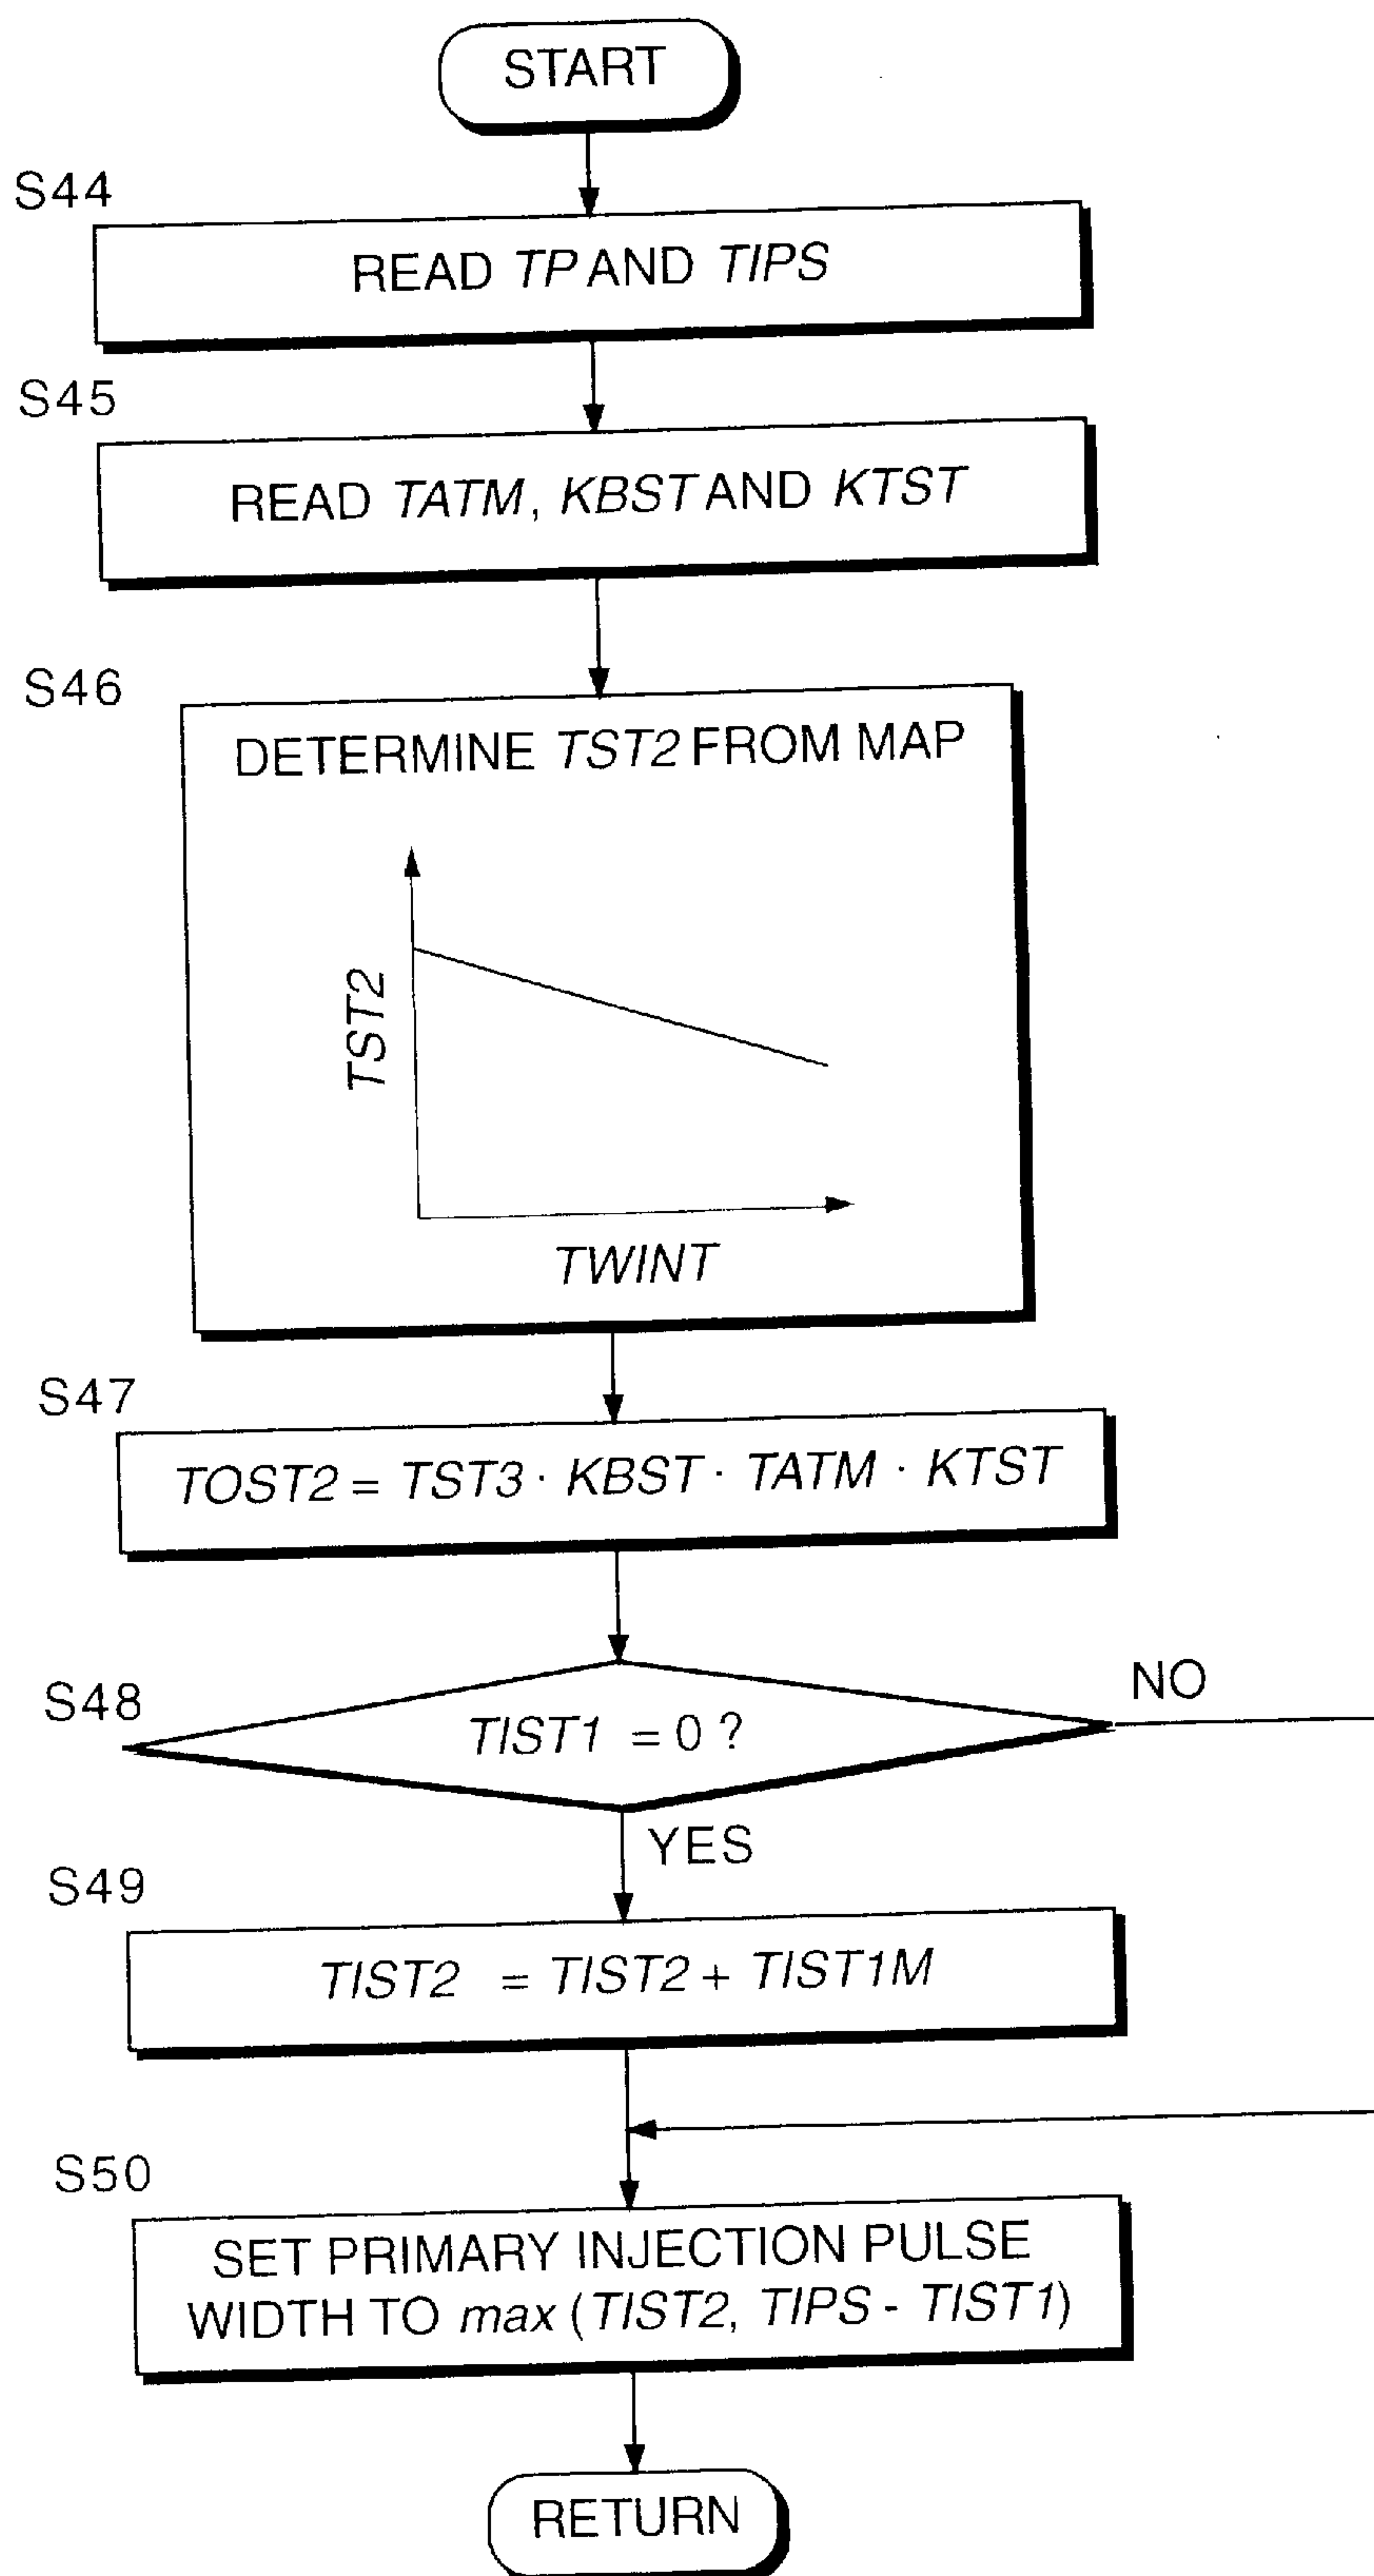 START
S44
READ TP AND TIPS
S45
READ TATM, KBST AND KTST
S46
DETERMINE TST2 FROM MAP
TST2
TWINT
S47
TOST2 = TST3 · KBST · TATM · KTST
S48
TIST1 = 0 ?
NO
YES
S49
TIST2 = TIST2 + TIST1M
S50
SET PRIMARY INJECTION PULSE
WIDTH TO max (TIST2, TIPS - TIST1)
RETURN